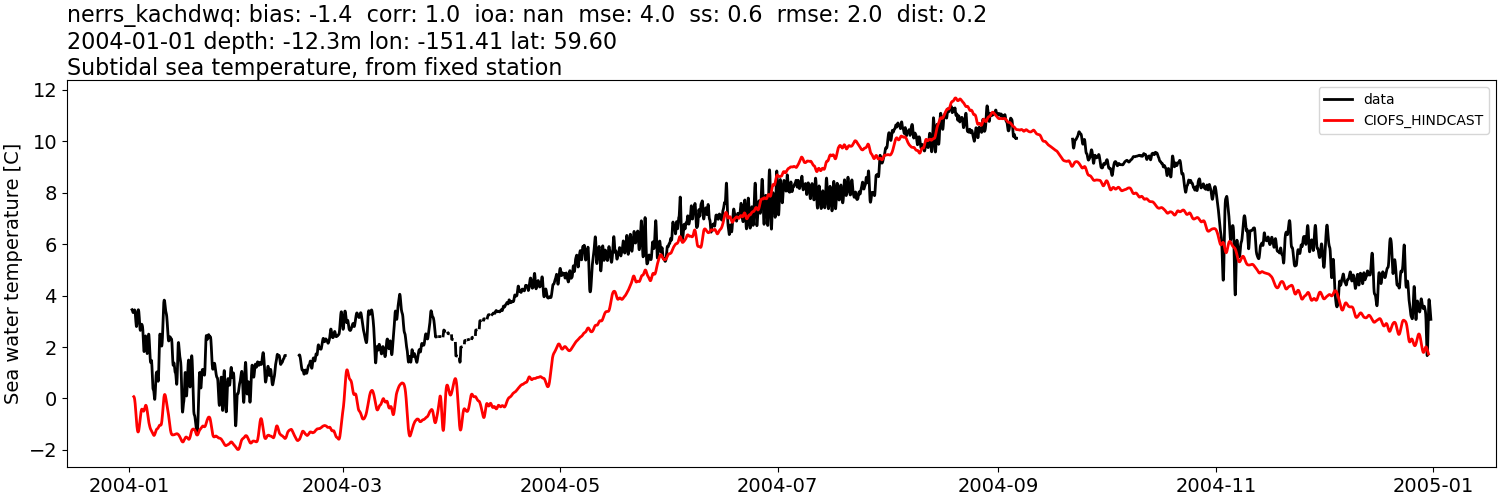 nerrs_kachdwq: bias: -1.4  corr: 1.0  ioa: nan  mse: 4.0  ss: 0.6  rmse: 2.0  dist: 0.2
2004-01-01 depth: -12.3m lon: -151.41 lat: 59.60
Subtidal sea temperature, from fixed station
Sea water temperature [C]
12
10
8
6
4
2
0
−2
data
CIOFS_HINDCAST
2004-01
2004-03
2004-05
2004-07
2004-09
2004-11
2005-01